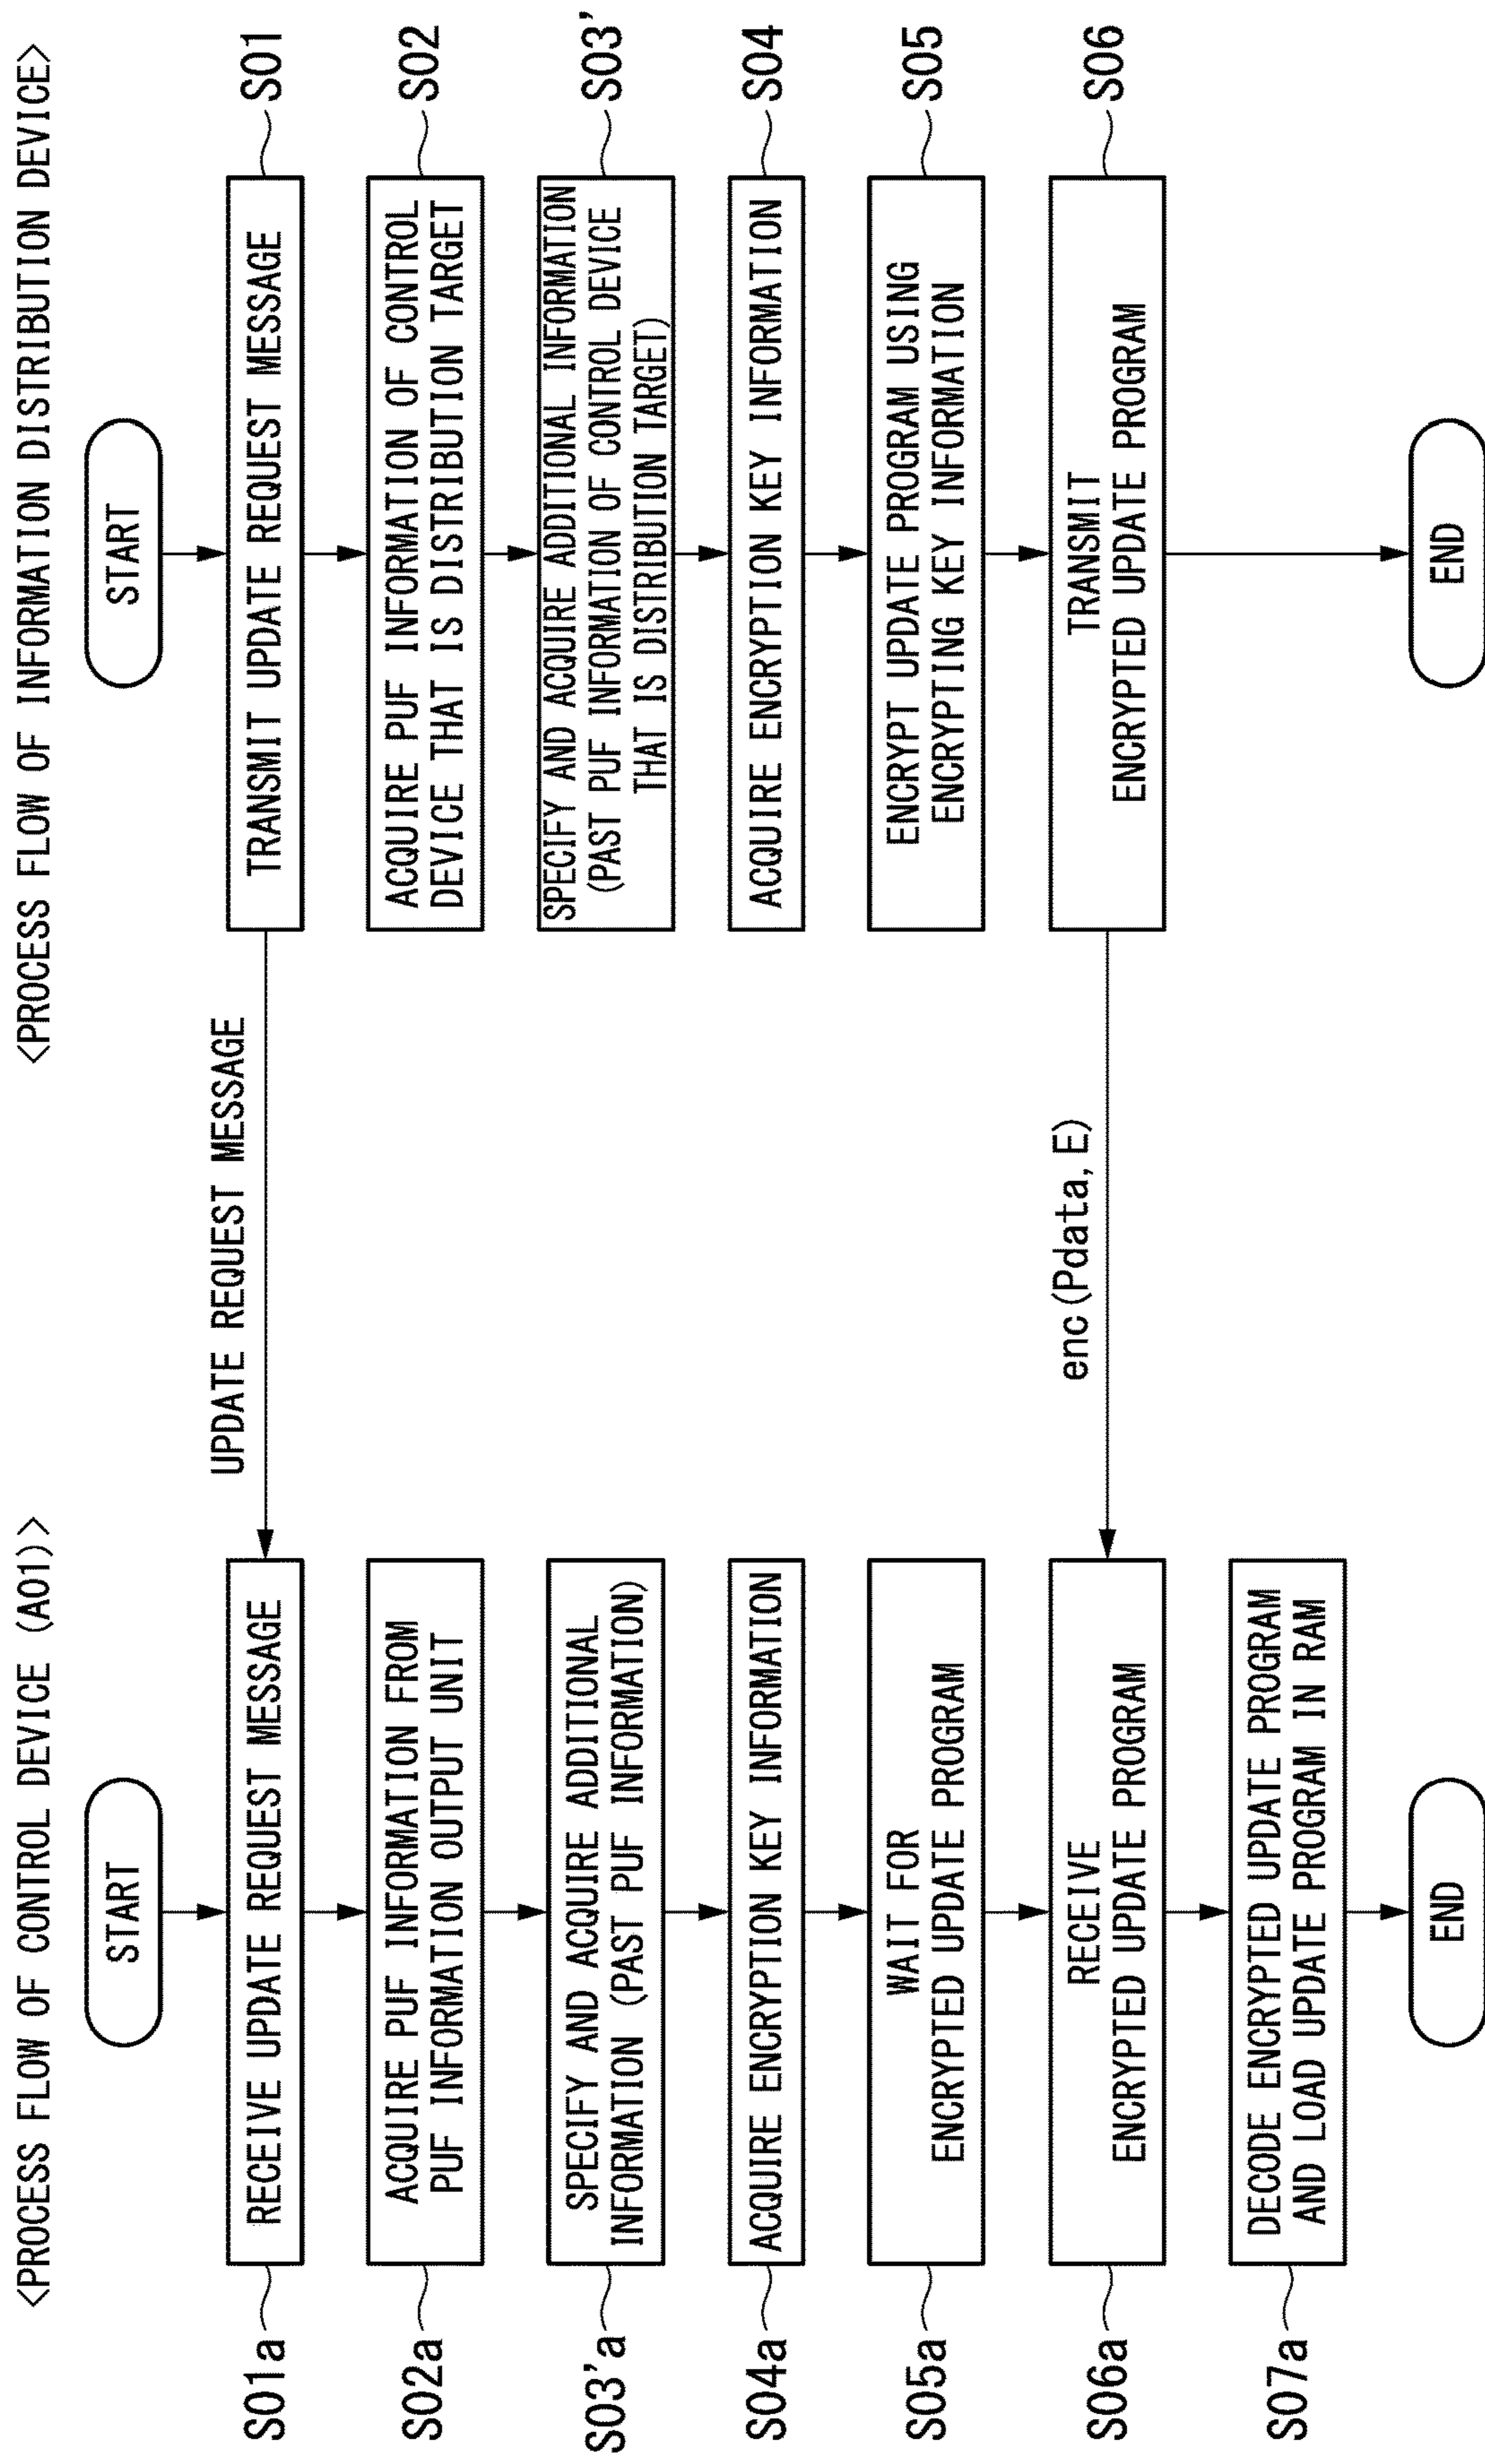 <PROCESS FLOW OF CONTROL DEVICE (A01)>
START
S01a
RECEIVE UPDATE REQUEST MESSAGE
S02a
ACQUIRE PUF INFORMATION FROM
PUF INFORMATION OUTPUT UNIT
S03'a
SPECIFY AND ACQUIRE ADDITIONAL
INFORMATION (PAST PUF INFORMATION)
S04a
ACQUIRE ENCRYPTION KEY INFORMATION
S05a
WAIT FOR
ENCRYPTED UPDATE PROGRAM
S06a
RECEIVE
ENCRYPTED UPDATE PROGRAM
S07a
DECODE ENCRYPTED UPDATE PROGRAM
AND LOAD UPDATE PROGRAM IN RAM
END
UPDATE REQUEST MESSAGE
enc(Pdata,E)
<PROCESS FLOW OF INFORMATION DISTRIBUTION DEVICE>
START
TRANSMIT UPDATE REQUEST MESSAGE
S01
ACQUIRE PUF INFORMATION OF CONTROL
DEVICE THAT IS DISTRIBUTION TARGET
S02
SPECIFY AND ACQUIRE ADDITIONAL INFORMATION
(PAST PUF INFORMATION OF CONTROL DEVICE
THAT IS DISTRIBUTION TARGET)
S03'
ACQUIRE ENCRYPTION KEY INFORMATION
S04
ENCRYPT UPDATE PROGRAM USING
ENCRYPTING KEY INFORMATION
S05
TRANSMIT
ENCRYPTED UPDATE PROGRAM
S06
END